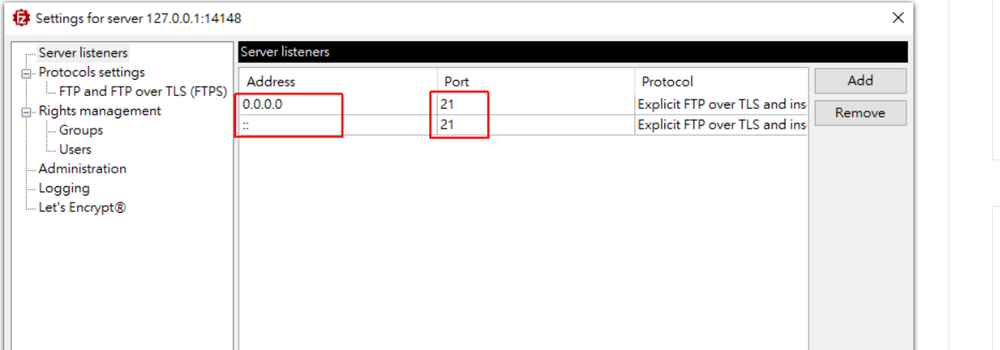 Settings for server 127.0.0.1:14148
Server listeners
Protocols settings
FTP and FTP over TLS (FTPS)
Rights management
Groups
Users
Administration
Logging
Let's Encrypt®
Server listeners
Address Port Protocol
0.0.0.0 21 Explicit FTP over TLS and ins
:: 21 Explicit FTP over TLS and ins
Add
Remove